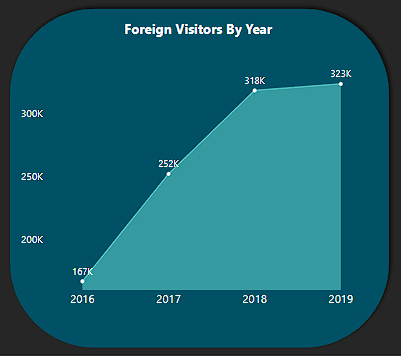 Foreign Visitors By Year
323K
318K
300K
252K
250K
200K
167K
2016 2017 2018 2019